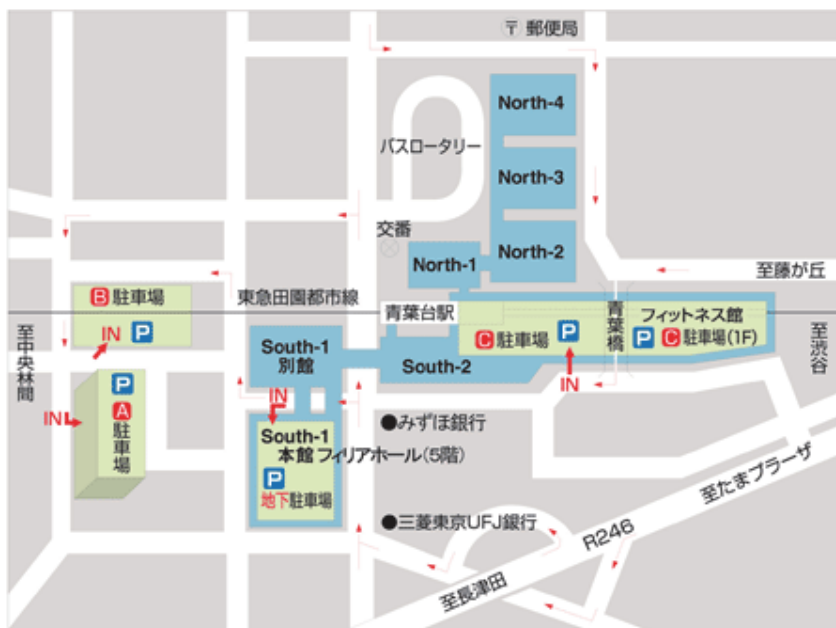 〒 郵便局
North-4
バスロータリー
North-3
交番
North-2
North-1
至藤が丘
B 駐車場
東急田園都市線
青葉台駅
青葉橋
フィットネス館
P C 駐車場(1F)
至渋谷
至中央林間
IN P
South-1
別館
C 駐車場 P
South-2
IN
P
A
駐車場
IN
IN
●みずほ銀行
South-1
本館 フィリアホール(5階)
P
地下駐車場
●三菱東京UFJ銀行
至たまプラーザ
R246
至長津田